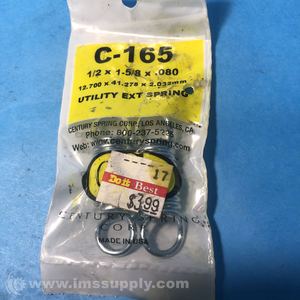 C-165
1/2 x 1-5/8 x .080
12.700 x 41.275 x 2.032mm
UTILITY EXT SPRING
CENTURY SPRING CORP. LOS ANGELES, CA
Phone: 800-237-5225
Web: www.centuryspring.com
17
Do it Best
$3.99
CENTURY SPRING
CORP.
MADE IN USA
© www.imssupply.com